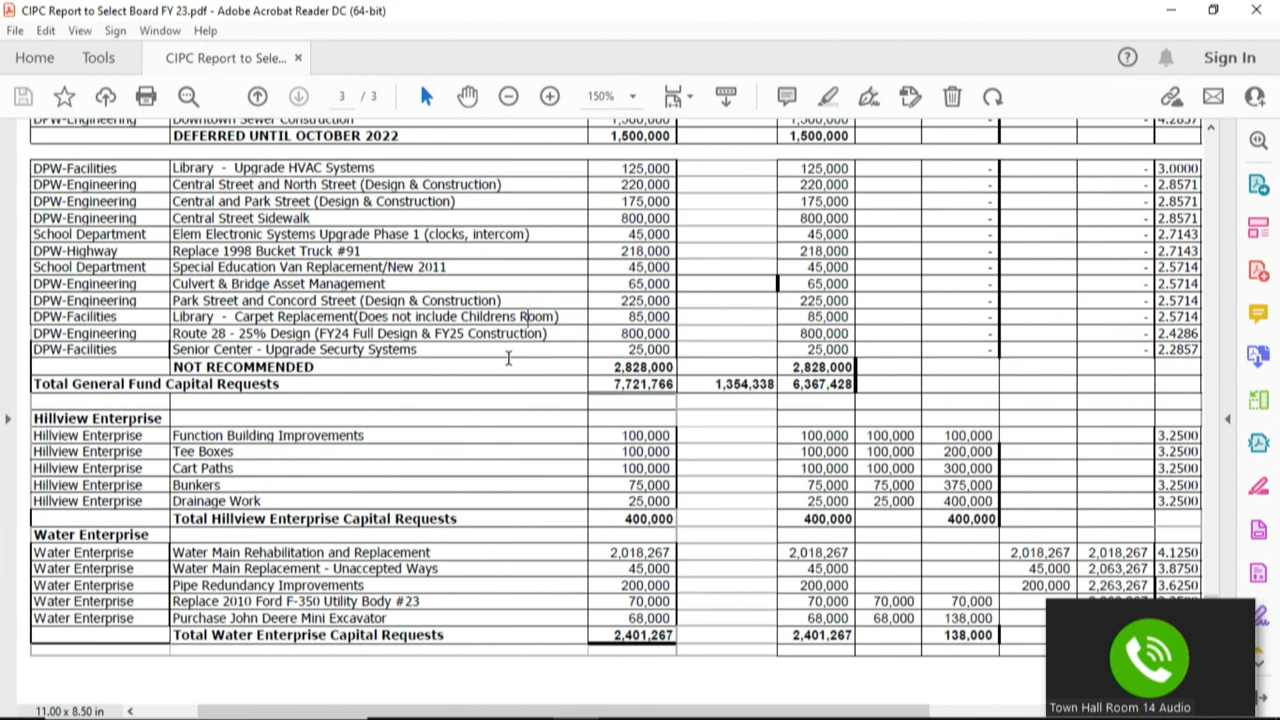 CIPC Report to Select Board FY 23.pdf - Adobe Acrobat Reader DC (64-bit)
File Edit View Sign Window Help
Home Tools CIPC Report to Sele... × Sign In
3 / 3 150%
DPW-Engineering Downtown Sewer Construction 1,500,000 1,500,000 - - 4.2857
DEFERRED UNTIL OCTOBER 2022 1,500,000 1,500,000
DPW-Facilities Library - Upgrade HVAC Systems 125,000 125,000 - - 3.0000
DPW-Engineering Central Street and North Street (Design & Construction) 220,000 220,000 - - 2.8571
DPW-Engineering Central and Park Street (Design & Construction) 175,000 175,000 - - 2.8571
DPW-Engineering Central Street Sidewalk 800,000 800,000 - - 2.8571
School Department Elem Electronic Systems Upgrade Phase 1 (clocks, intercom) 45,000 45,000 - - 2.7143
DPW-Highway Replace 1998 Bucket Truck #91 218,000 218,000 - - 2.7143
School Department Special Education Van Replacement/New 2011 45,000 45,000 - - 2.5714
DPW-Engineering Culvert & Bridge Asset Management 65,000 65,000 - - 2.5714
DPW-Engineering Park Street and Concord Street (Design & Construction) 225,000 225,000 - - 2.5714
DPW-Facilities Library - Carpet Replacement(Does not include Childrens Room) 85,000 85,000 - - 2.5714
DPW-Engineering Route 28 - 25% Design (FY24 Full Design & FY25 Construction) 800,000 800,000 - - 2.4286
DPW-Facilities Senior Center - Upgrade Securty Systems 25,000 25,000 - - 2.2857
NOT RECOMMENDED 2,828,000 2,828,000
Total General Fund Capital Requests 7,721,766 1,354,338 6,367,428
Hillview Enterprise
Hillview Enterprise Function Building Improvements 100,000 100,000 100,000 100,000 3.2500
Hillview Enterprise Tee Boxes 100,000 100,000 100,000 200,000 3.2500
Hillview Enterprise Cart Paths 100,000 100,000 100,000 300,000 3.2500
Hillview Enterprise Bunkers 75,000 75,000 75,000 375,000 3.2500
Hillview Enterprise Drainage Work 25,000 25,000 25,000 400,000 3.2500
Total Hillview Enterprise Capital Requests 400,000 400,000 400,000
Water Enterprise
Water Enterprise Water Main Rehabilitation and Replacement 2,018,267 2,018,267 2,018,267 2,018,267 4.1250
Water Enterprise Water Main Replacement - Unaccepted Ways 45,000 45,000 45,000 2,063,267 3.8750
Water Enterprise Pipe Redundancy Improvements 200,000 200,000 200,000 2,263,267 3.6250
Water Enterprise Replace 2010 Ford F-350 Utility Body #23 70,000 70,000 70,000 70,000
Water Enterprise Purchase John Deere Mini Excavator 68,000 68,000 68,000 138,000
Total Water Enterprise Capital Requests 2,401,267 2,401,267 138,000
Town Hall Room 14 Audio
11.00 x 8.50 in